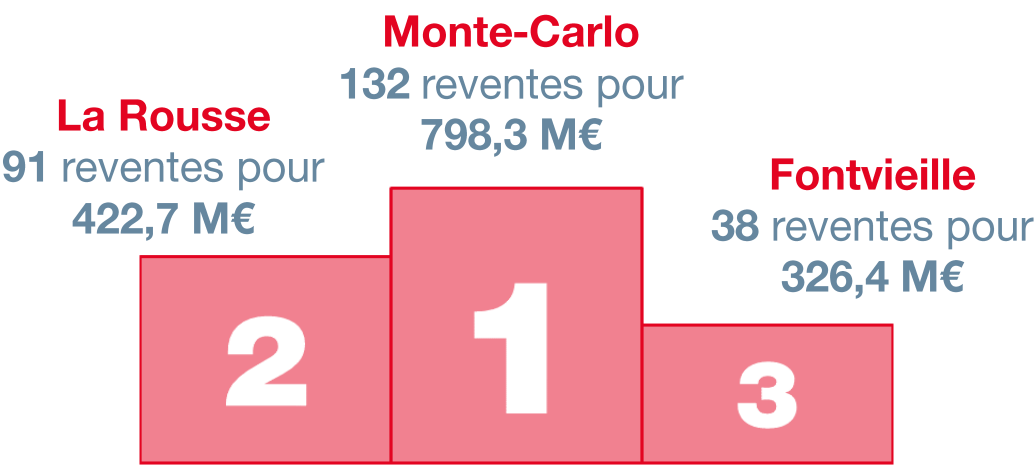 Monte-Carlo
132 reventes pour
798,3 M€
La Rousse
91 reventes pour
422,7 M€
Fontvieille
38 reventes pour
326,4 M€
2
1
3